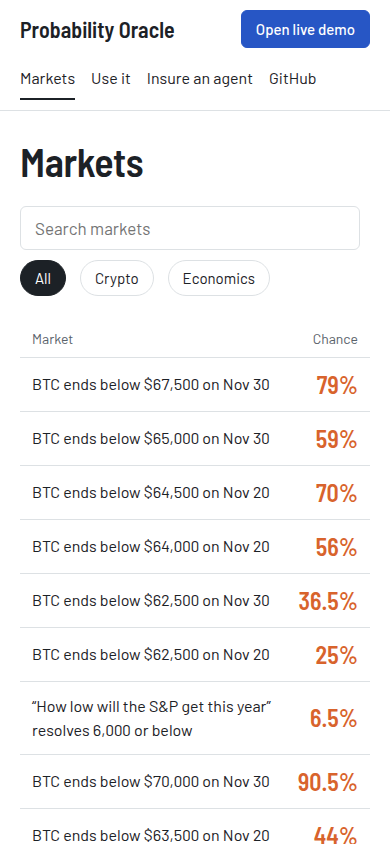 Probability Oracle
Open live demo
Markets Use it Insure an agent GitHub
Markets
Search markets
All Crypto Economics
Market Chance
BTC ends below $67,500 on Nov 30 79%
BTC ends below $65,000 on Nov 30 59%
BTC ends below $64,500 on Nov 20 70%
BTC ends below $64,000 on Nov 20 56%
BTC ends below $62,500 on Nov 30 36.5%
BTC ends below $62,500 on Nov 20 25%
“How low will the S&P get this year”
resolves 6,000 or below 6.5%
BTC ends below $70,000 on Nov 30 90.5%
BTC ends below $63,500 on Nov 20 44%